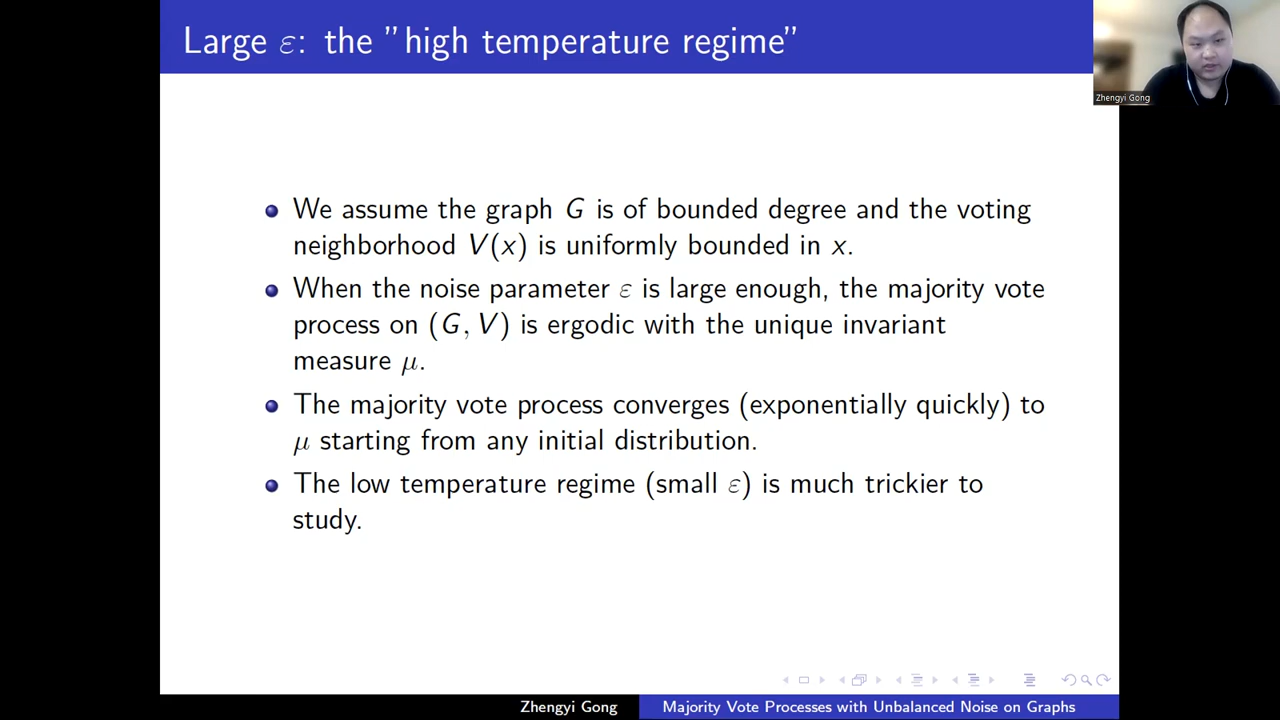 Large ε: the "high temperature regime"
Zhengyi Gong
We assume the graph G is of bounded degree and the voting
neighborhood V(x) is uniformly bounded in x.
When the noise parameter ε is large enough, the majority vote
process on (G, V) is ergodic with the unique invariant
measure μ.
The majority vote process converges (exponentially quickly) to
μ starting from any initial distribution.
The low temperature regime (small ε) is much trickier to
study.
Zhengyi Gong
Majority Vote Processes with Unbalanced Noise on Graphs